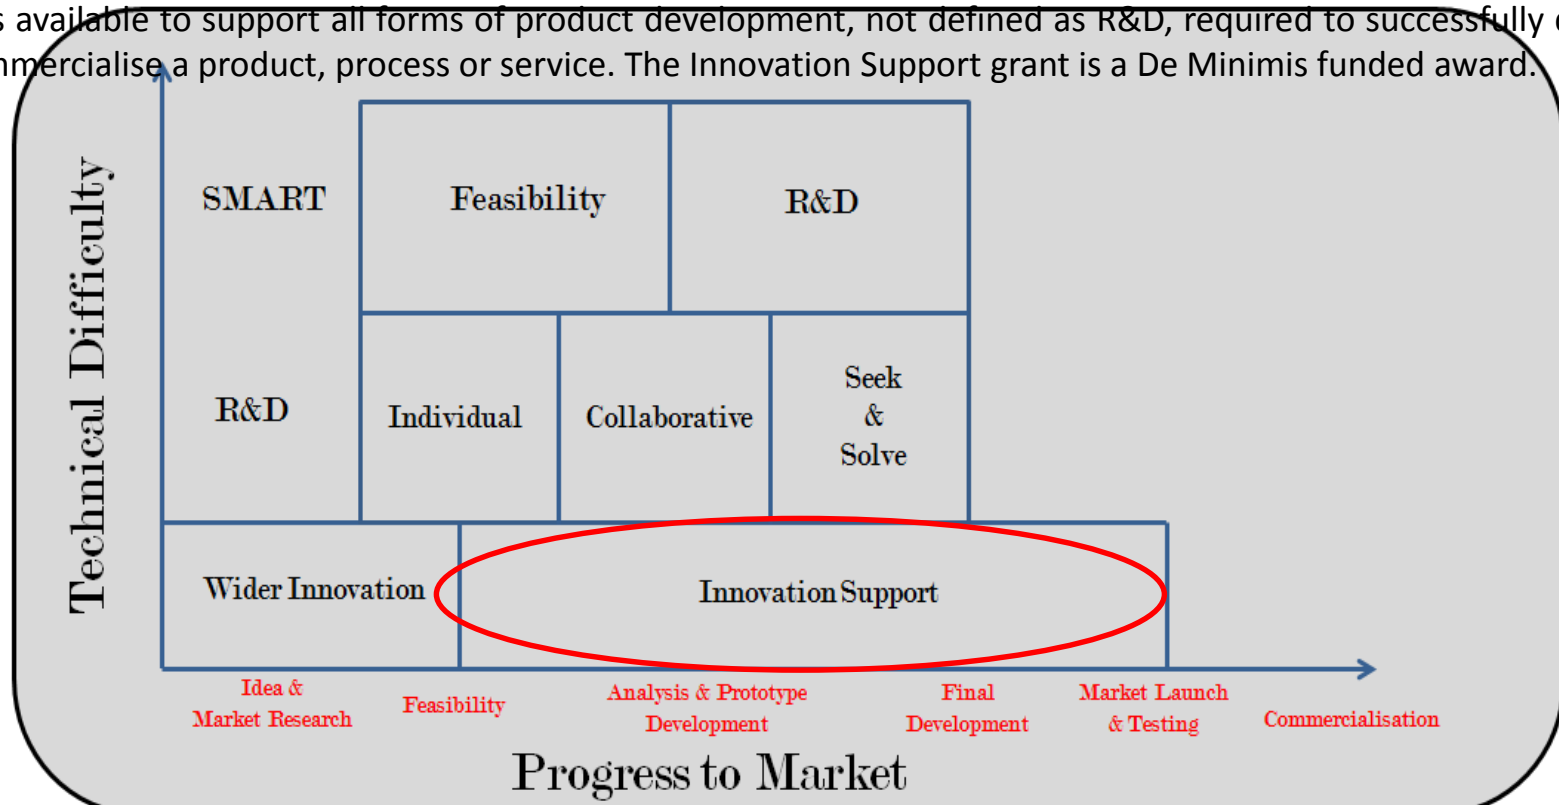 available to support all forms of product development, not defined as R&D, required to successfully
a product, process or service. The Innovation Support grant is a De Minimis funded award.
Technical Difficulty
SMART
Feasibility
R&D
R&D
Individual
Collaborative
Seek
&
Solve
Wider Innovation
Innovation Support
Idea &
Market Research
Feasibility
Analysis & Prototype
Development
Final
Development
Market Launch
& Testing
Commercialisation
Progress to Market